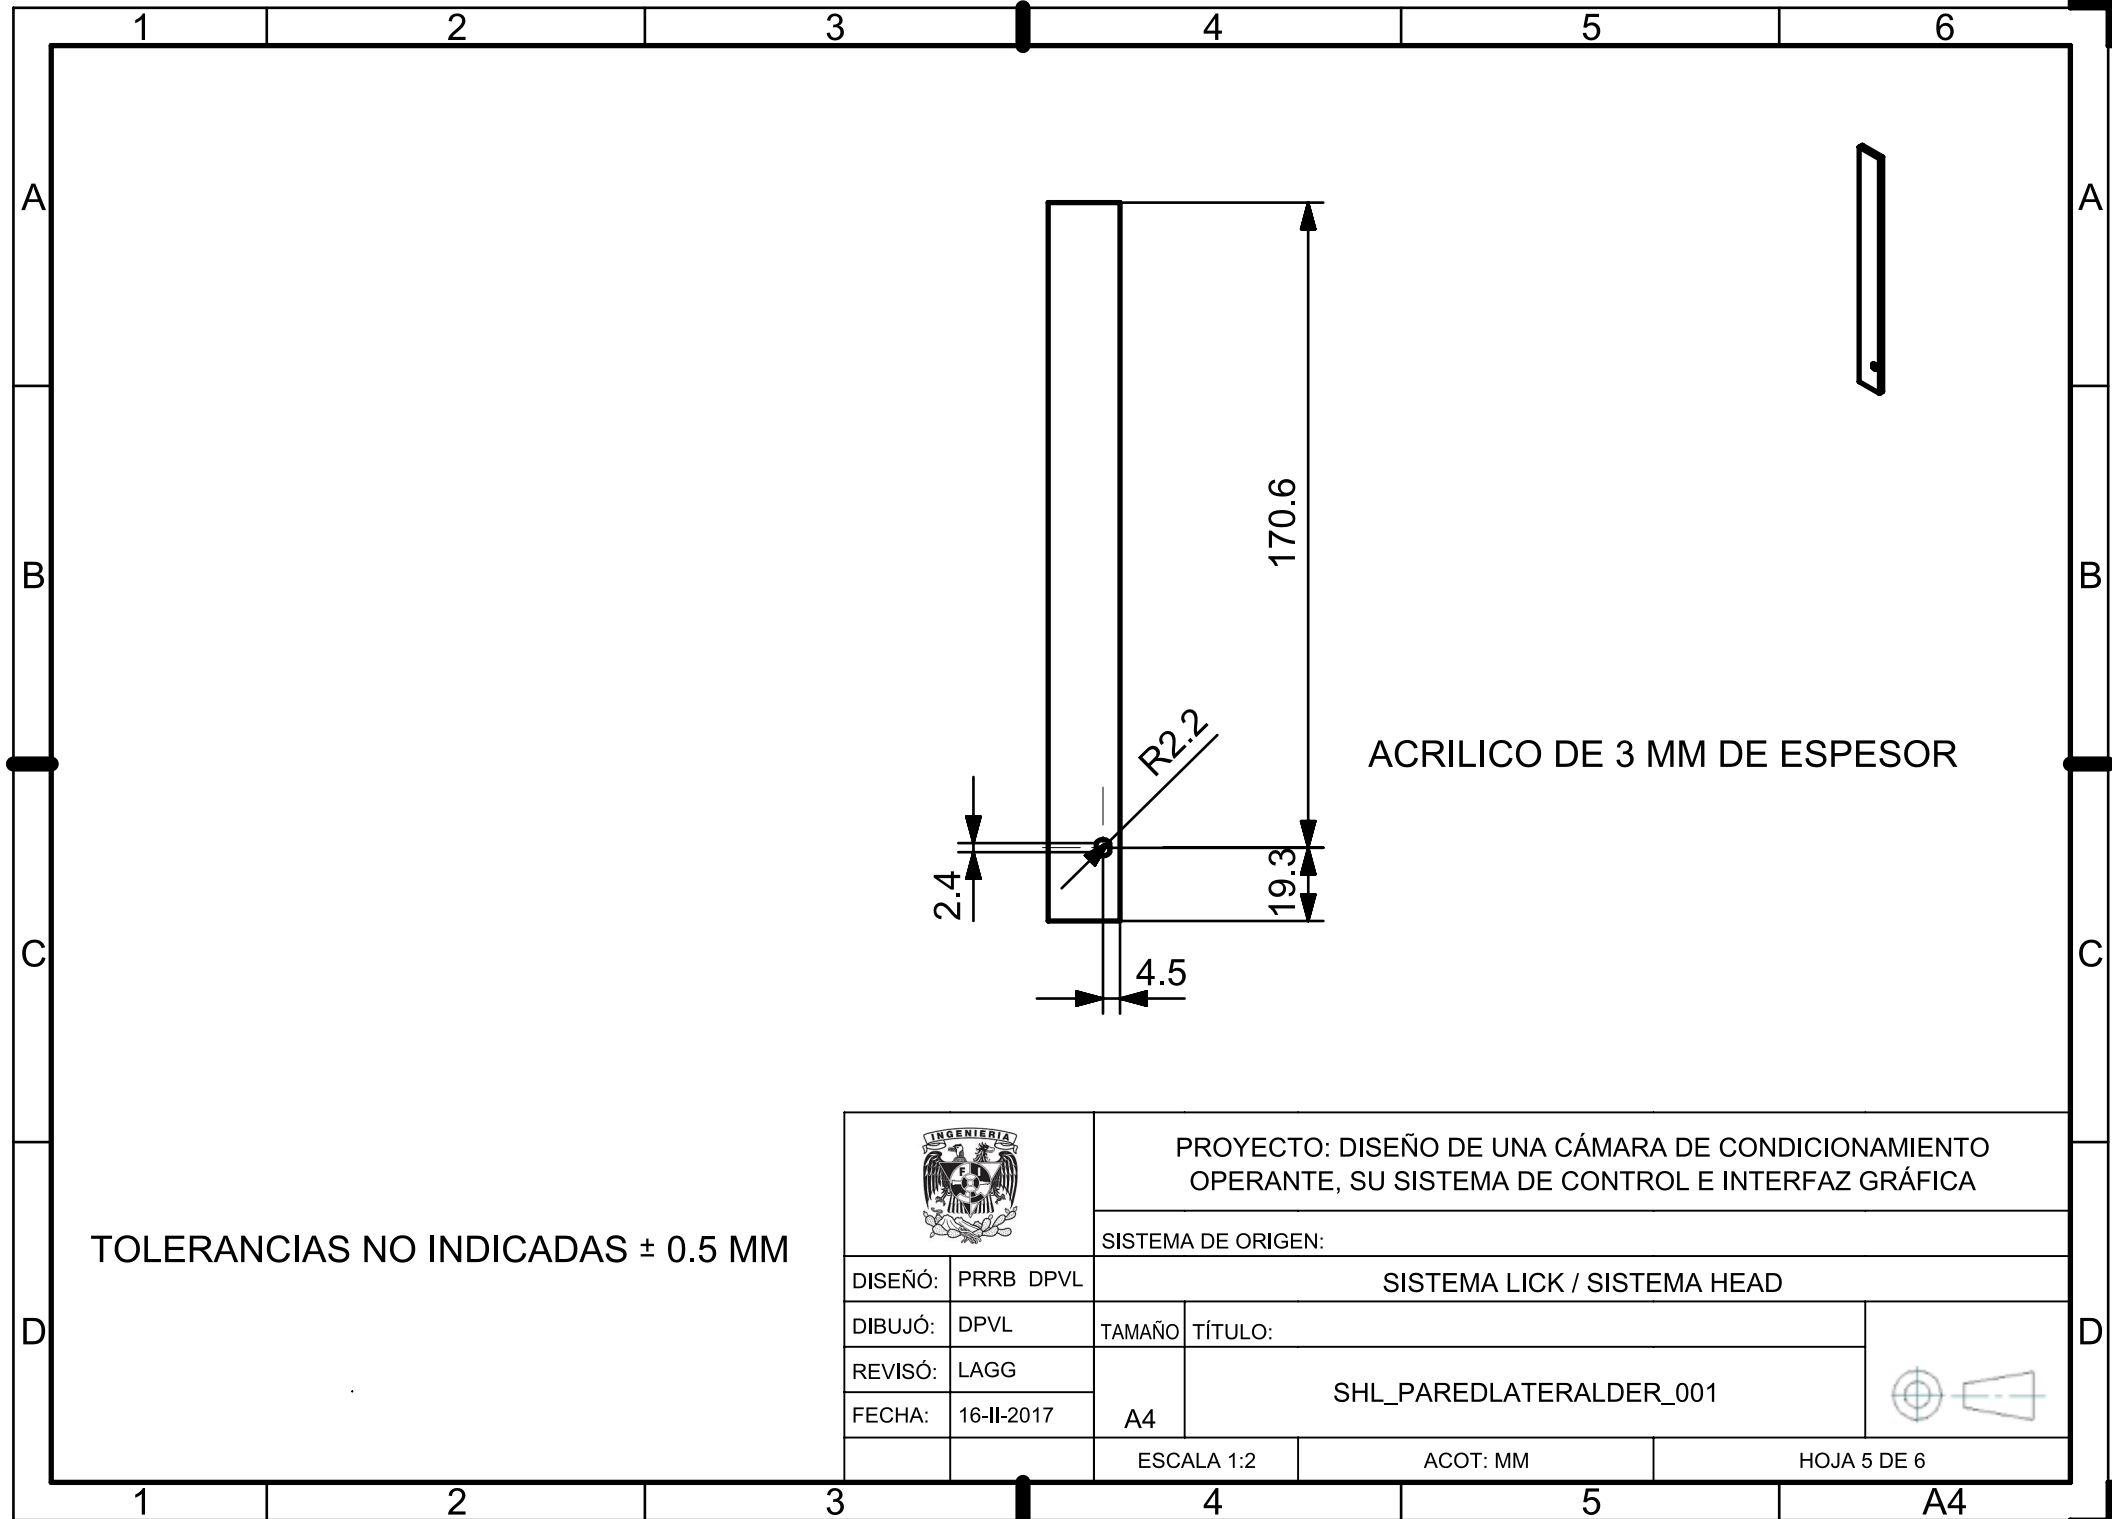 1 2 3 4 5 6
A A
170.6
B B
R2.2
ACRILICO DE 3 MM DE ESPESOR
2.4
19.3
C C
4.5
INGENIERIA
F I
PROYECTO: DISEÑO DE UNA CÁMARA DE CONDICIONAMIENTO
OPERANTE, SU SISTEMA DE CONTROL E INTERFAZ GRÁFICA
TOLERANCIAS NO INDICADAS ± 0.5 MM
SISTEMA DE ORIGEN:
DISEÑÓ: PRRB DPVL
SISTEMA LICK / SISTEMA HEAD
D D
DIBUJÓ: DPVL
TAMAÑO TÍTULO:
REVISÓ: LAGG
SHL_PAREDLATERALDER_001
FECHA: 16-II-2017
A4
ESCALA 1:2 ACOT: MM HOJA 5 DE 6
1 2 3 4 5 A4